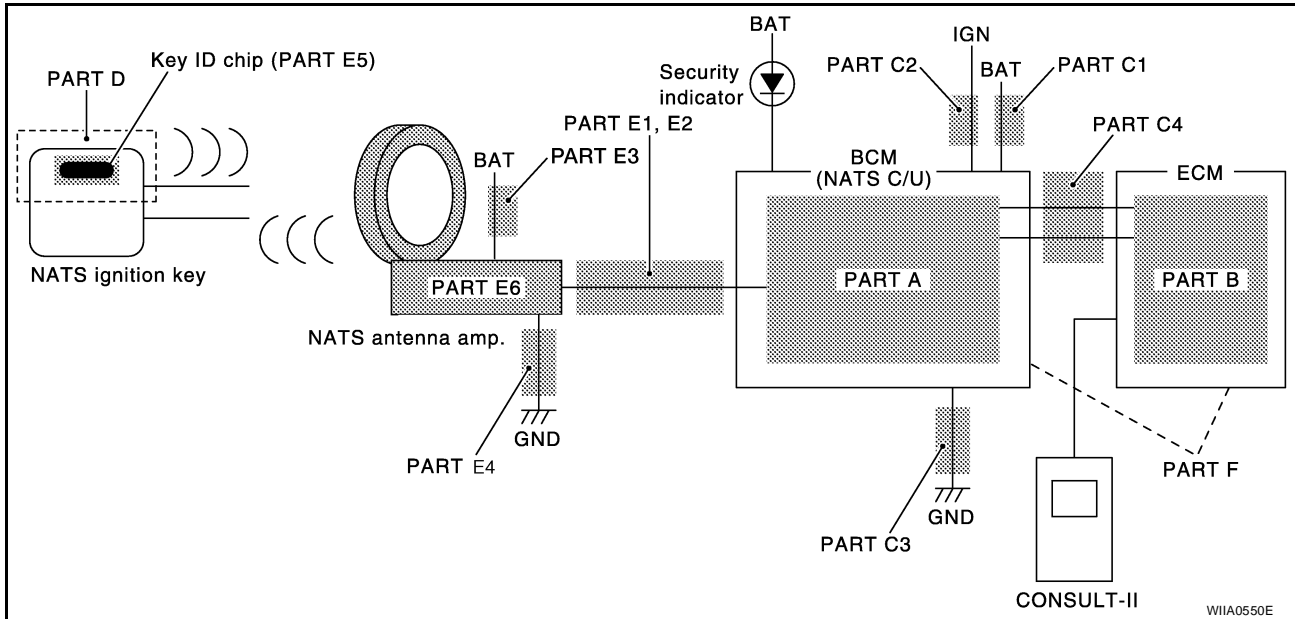 BAT
IGN
Key ID chip (PART E5)
PART D
Security
indicator
PART C2
BAT
PART C1
PART E1, E2
PART C4
BAT
PART E3
BCM
(NATS C/U)
ECM
NATS ignition key
PART E6
PART A
PART B
NATS antenna amp.
GND
PART E4
PART F
GND
PART C3
CONSULT-II
WIIA0550E